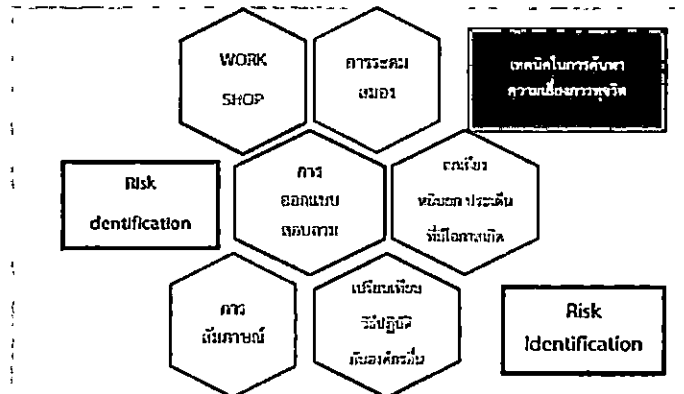 WORK
SHOP
การระดม
สมอง
เทคนิคในการค้นหา
ความเสี่ยงการทุจริต
Risk
dentification
การ
ออกแบบ
สอบถาม
ถกเถียง
หยิบยก ประเด็น
ที่มีโอกาสเกิด
การ
สัมภาษณ์
เปรียบเทียบ
วิธีปฏิบัติ
กับองค์กรอื่น
Risk
Identification